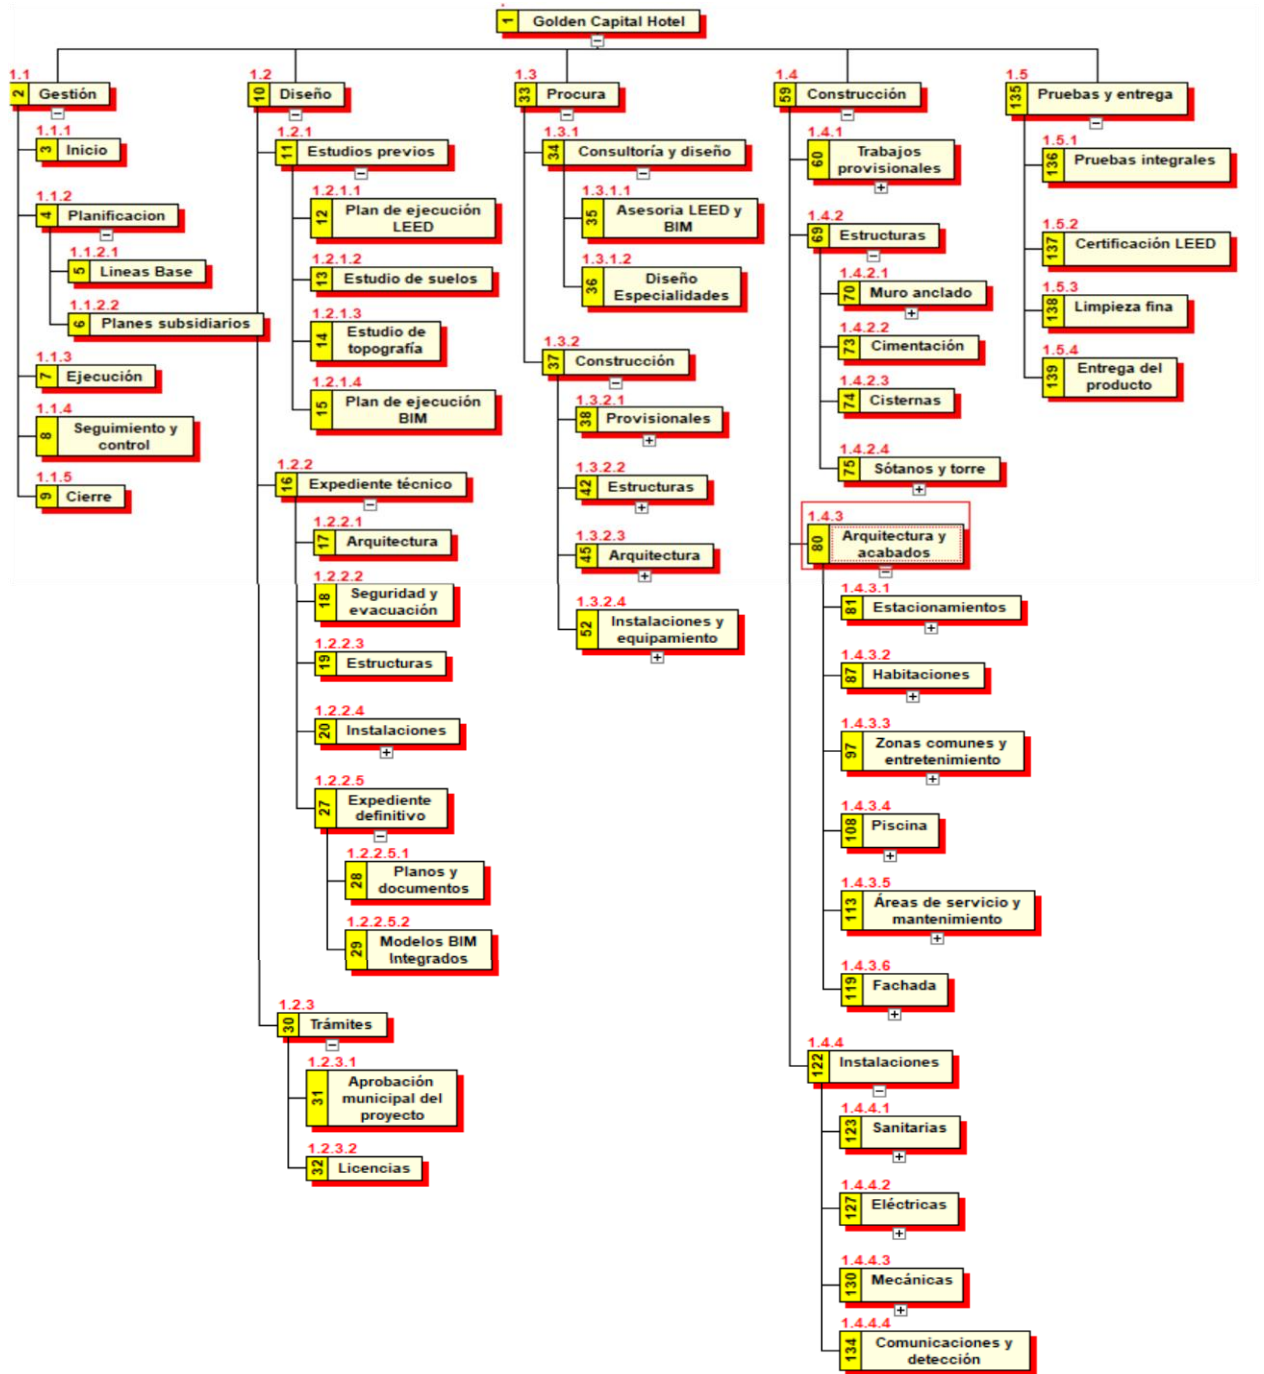 1
Golden Capital Hotel
1.1
2
Gestión
1.1.1
3
Inicio
1.1.2
4
Planificacion
1.1.2.1
5
Lineas Base
1.1.2.2
6
Planes subsidiarios
1.1.3
7
Ejecución
1.1.4
8
Seguimiento y
control
1.1.5
9
Cierre
1.2
10
Diseño
1.2.1
11
Estudios previos
1.2.1.1
12
Plan de ejecución
LEED
1.2.1.2
13
Estudio de suelos
1.2.1.3
14
Estudio de
topografía
1.2.1.4
15
Plan de ejecución
BIM
1.2.2
16
Expediente técnico
1.2.2.1
17
Arquitectura
1.2.2.2
18
Seguridad y
evacuación
1.2.2.3
19
Estructuras
1.2.2.4
20
Instalaciones
1.2.2.5
27
Expediente
definitivo
1.2.2.5.1
28
Planos y
documentos
1.2.2.5.2
29
Modelos BIM
Integrados
1.2.3
30
Trámites
1.2.3.1
31
Aprobación
municipal del
proyecto
1.2.3.2
32
Licencias
1.3
33
Procura
1.3.1
34
Consultoría y diseño
1.3.1.1
35
Asesoria LEED y
BIM
1.3.1.2
36
Diseño
Especialidades
1.3.2
37
Construcción
1.3.2.1
38
Provisionales
1.3.2.2
42
Estructuras
1.3.2.3
45
Arquitectura
1.3.2.4
52
Instalaciones y
equipamiento
1.4
59
Construcción
1.4.1
60
Trabajos
provisionales
1.4.2
69
Estructuras
1.4.2.1
70
Muro anclado
1.4.2.2
73
Cimentación
1.4.2.3
74
Cisternas
1.4.2.4
75
Sótanos y torre
1.4.3
80
Arquitectura y
acabados
1.4.3.1
81
Estacionamientos
1.4.3.2
87
Habitaciones
1.4.3.3
97
Zonas comunes y
entretenimiento
1.4.3.4
108
Piscina
1.4.3.5
113
Áreas de servicio y
mantenimiento
1.4.3.6
119
Fachada
1.4.4
122
Instalaciones
1.4.4.1
123
Sanitarias
1.4.4.2
127
Eléctricas
1.4.4.3
130
Mecánicas
1.4.4.4
134
Comunicaciones y
detección
1.5
135
Pruebas y entrega
1.5.1
136
Pruebas integrales
1.5.2
137
Certificación LEED
1.5.3
138
Limpieza fina
1.5.4
139
Entrega del
producto